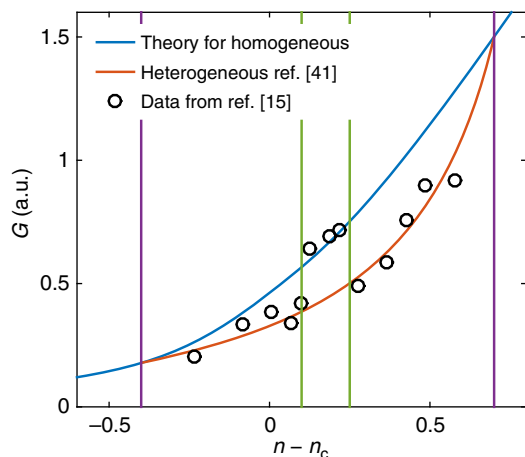 1.5
Theory for homogeneous
Heterogeneous ref. [41]
Data from ref. [15]
1
G (a.u.)
0.5
0
−0.5
0
0.5
n − nc